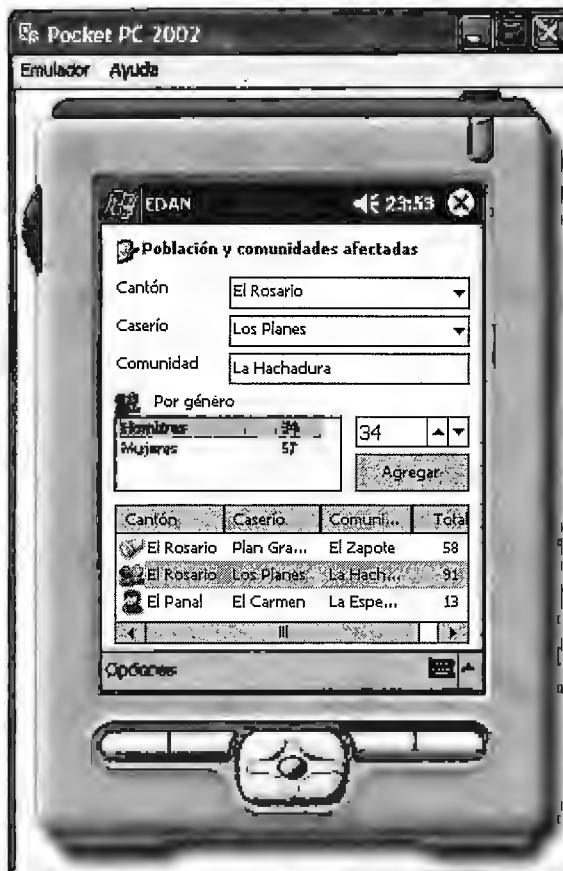 Pocket PC 2002
Emulador Ayuda
EDAN 23:53
Población y comunidades afectadas
Cantón El Rosario
Caserío Los Planes
Comunidad La Hachadura
Por género
Hombres 34
Mujeres 57
34
Agregar
Cantón Caserío Comuni... Total
El Rosario Plan Gra... El Zapote 58
El Rosario Los Planes La Hach... 91
El Panal El Carmen La Espe... 13
Opciones